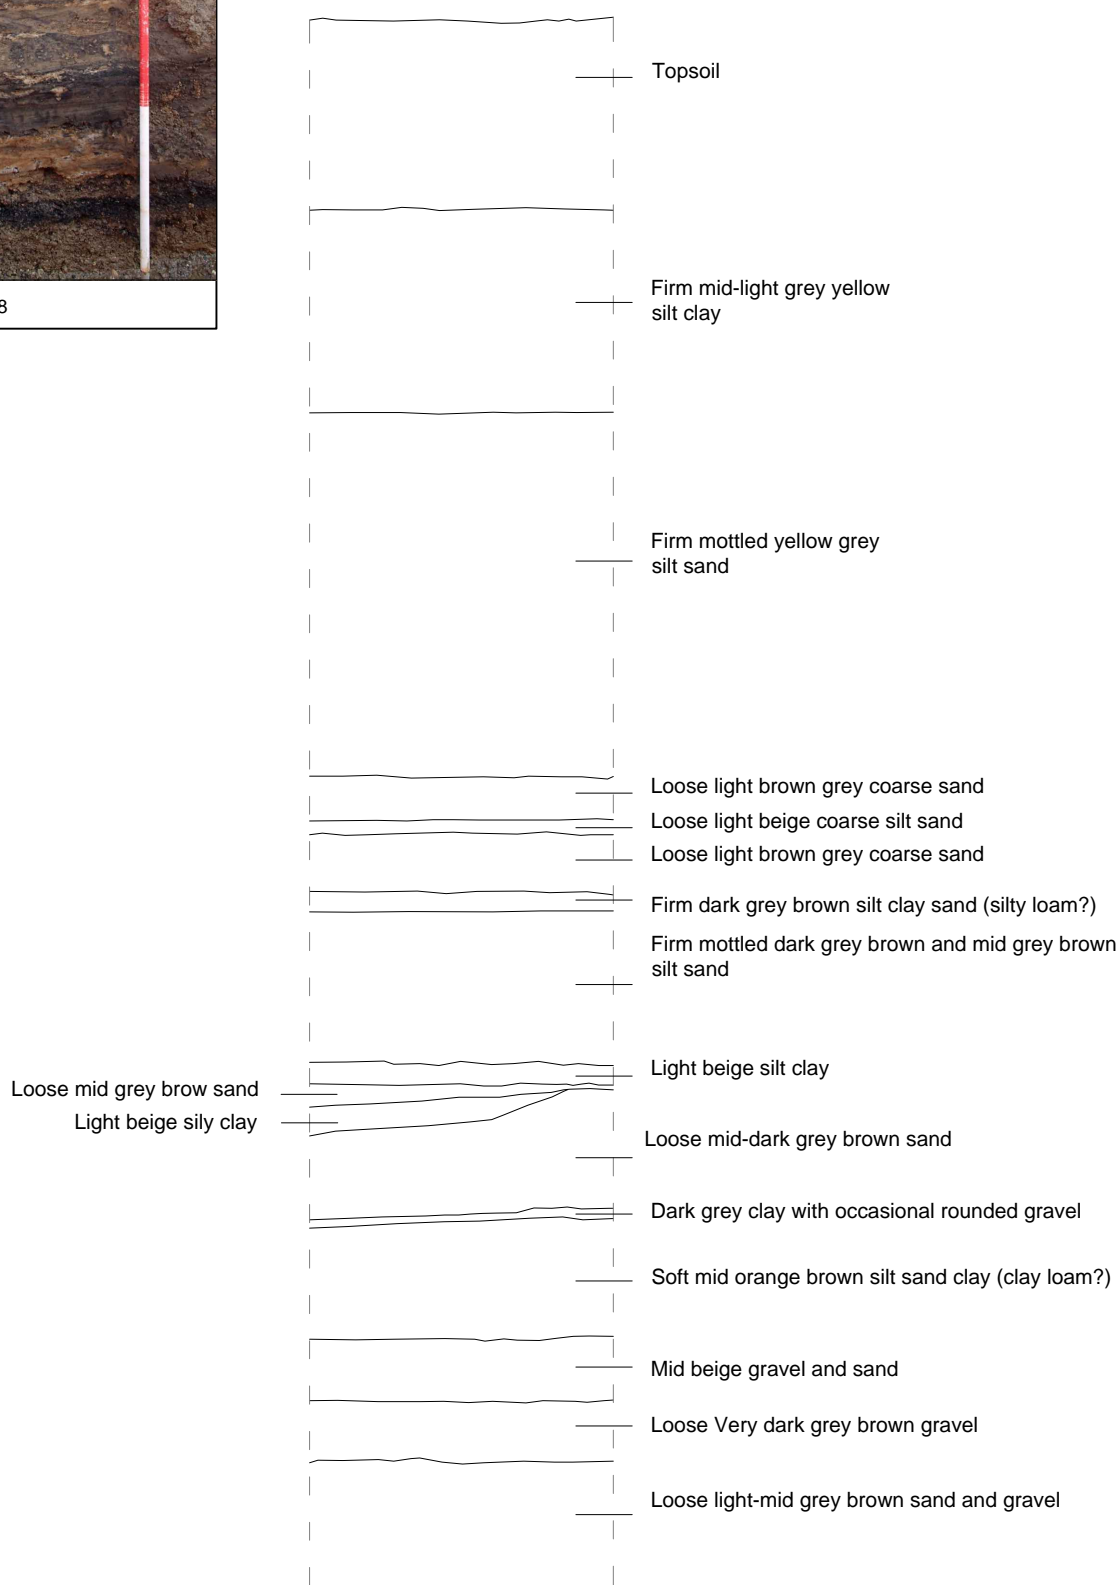 8
Topsoil
Firm mid-light grey yellow
silt clay
Firm mottled yellow grey
silt sand
Loose light brown grey coarse sand
Loose light beige coarse silt sand
Loose light brown grey coarse sand
Firm dark grey brown silt clay sand (silty loam?)
Firm mottled dark grey brown and mid grey brown
silt sand
Light beige silt clay
Loose mid grey brow sand
Light beige sily clay
Loose mid-dark grey brown sand
Dark grey clay with occasional rounded gravel
Soft mid orange brown silt sand clay (clay loam?)
Mid beige gravel and sand
Loose Very dark grey brown gravel
Loose light-mid grey brown sand and gravel